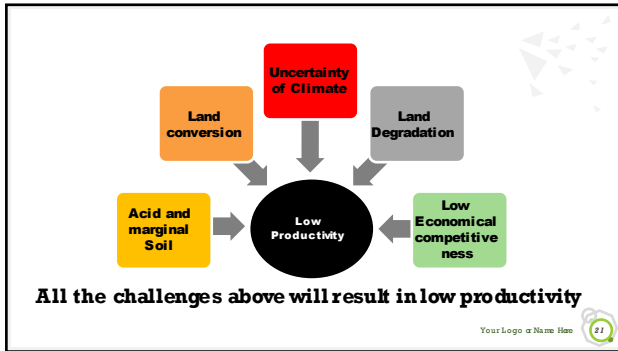 Uncertainty
of Climate
Land
conversion
Land
Degradation
Acid and
marginal
Soil
Low
Productivity
Low
Economical
competitive
ness
All the challenges above will result in low productivity
Your Logo or Name Here
21